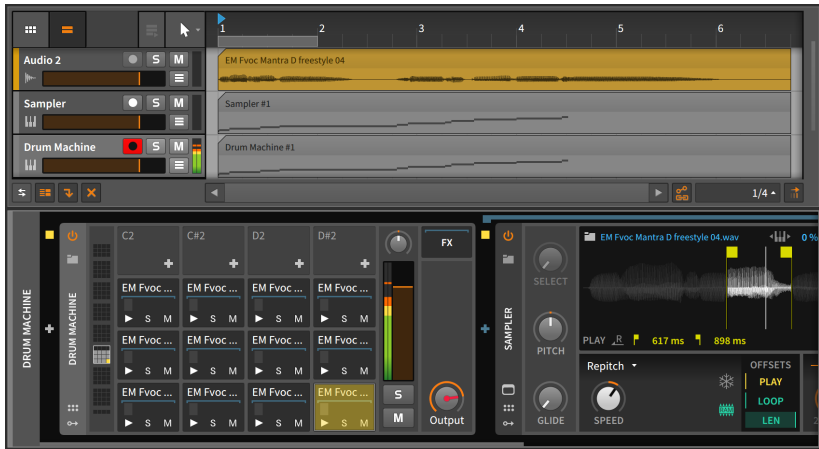 1 2 3 4 5 6
Audio 2 S M
EM Fvoc Mantra D freestyle 04
Sampler S M
Sampler #1
Drum Machine S M
Drum Machine #1
1/4
DRUM MACHINE
DRUM MACHINE
C2 C#2 D2 D#2
EM Fvoc ... EM Fvoc ... EM Fvoc ... EM Fvoc ...
S M S M S M S M
EM Fvoc ... EM Fvoc ... EM Fvoc ... EM Fvoc ...
S M S M S M S M
EM Fvoc ... EM Fvoc ... EM Fvoc ... EM Fvoc ...
S M S M S M S M
S
M
FX
Output
SAMPLER
SELECT
PITCH
GLIDE
EM Fvoc Mantra D freestyle 04.wav 0 %
PLAY R 617 ms 898 ms
Repitch
SPEED
OFFSETS
PLAY
LOOP
LEN